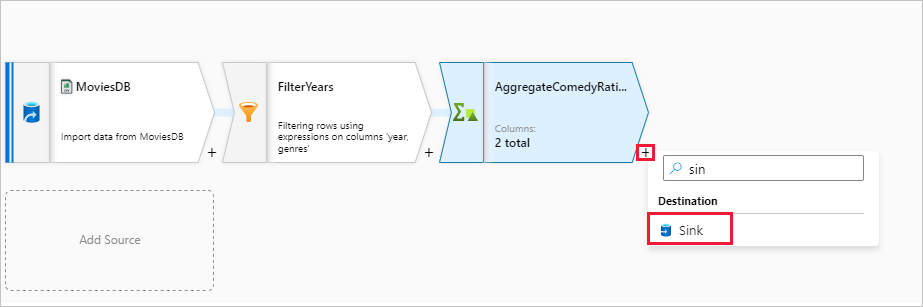 MoviesDB
Import data from MoviesDB
+
FilterYears
Filtering rows using
expressions on columns 'year,
genres'
+
AggregateComedyRati...
Columns:
2 total
+
sin
Destination
Sink
Add Source